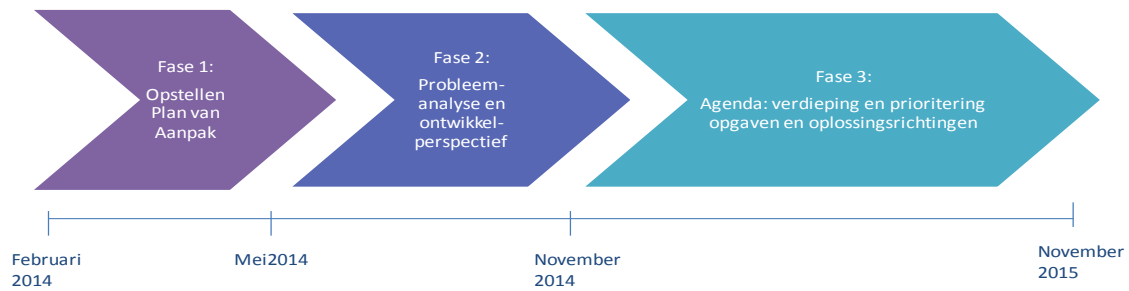 Fase 1:
Opstellen
Plan van
Aanpak
Fase 2:
Probleem-
analyse en
ontwikkel-
perspectief
Fase 3:
Agenda: verdieping en prioritering
opgaven en oplossingsrichtingen
Februari
2014
Mei2014
November
2014
November
2015